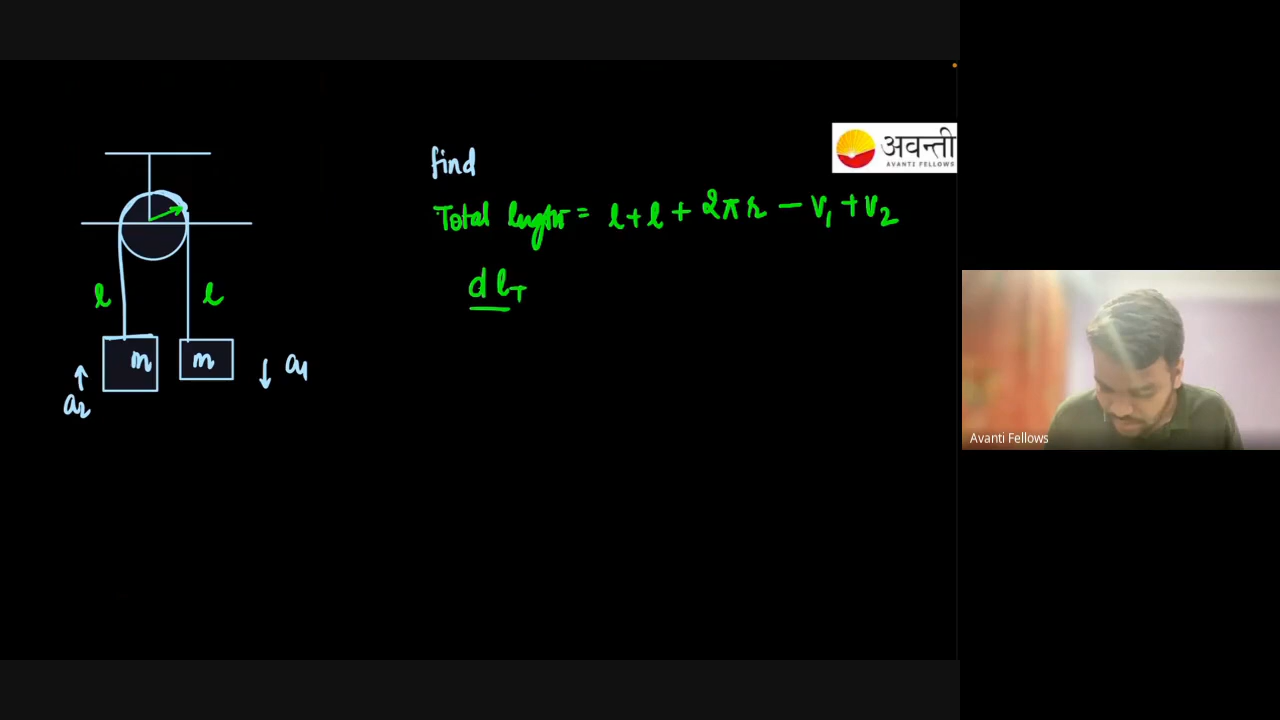 find
अवन्ती
AVANTI FELLOWS
Total length = l + l + 2πr - v₁ + v₂
dl_T
l
l
m
m
a₁
a₂
Avanti Fellows